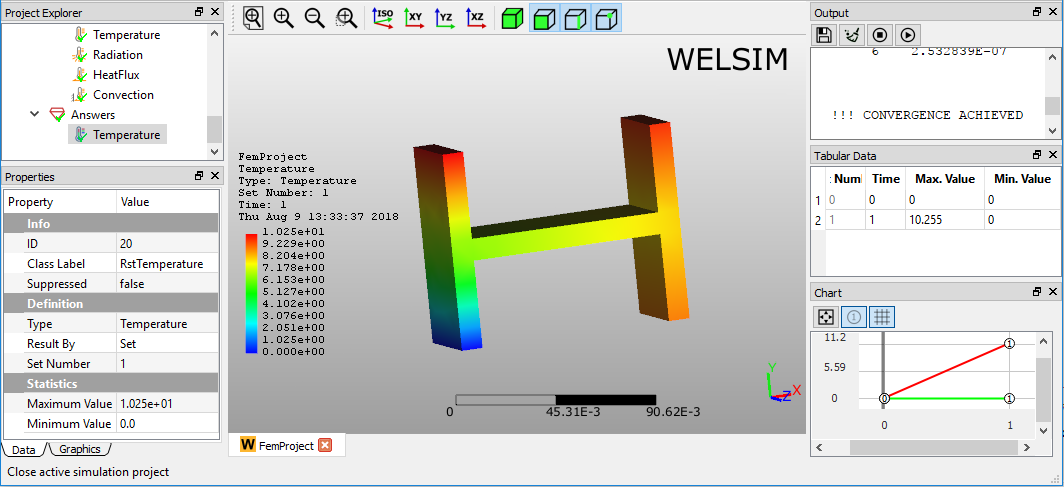 Project Explorer
Temperature
Radiation
HeatFlux
Convection
Answers
Temperature
Properties
Property Value
Info
ID 20
Class Label RstTemperature
Suppressed false
Definition
Type Temperature
Result By Set
Set Number 1
Statistics
Maximum Value 1.025e+01
Minimum Value 0.0
Data Graphics
Close active simulation project
ISO XY YZ XZ
WELSIM
FemProject
Temperature
Type: Temperature
Set Number: 1
Time: 1
Thu Aug 9 13:33:37 2018
1.025e+01
9.229e+00
8.204e+00
7.178e+00
6.153e+00
5.127e+00
4.102e+00
3.076e+00
2.051e+00
1.025e+00
0.000e+00
0 45.31E-3 90.62E-3
Y
X
Z
W FemProject
Output
6 2.532839E-07
!!! CONVERGENCE ACHIEVED
Tabular Data
: Num Time Max. Value Min. Value
1 0 0 0 0
2 1 1 10.255 0
Chart
1
11.2
5.59
0
0 1
0 1 1